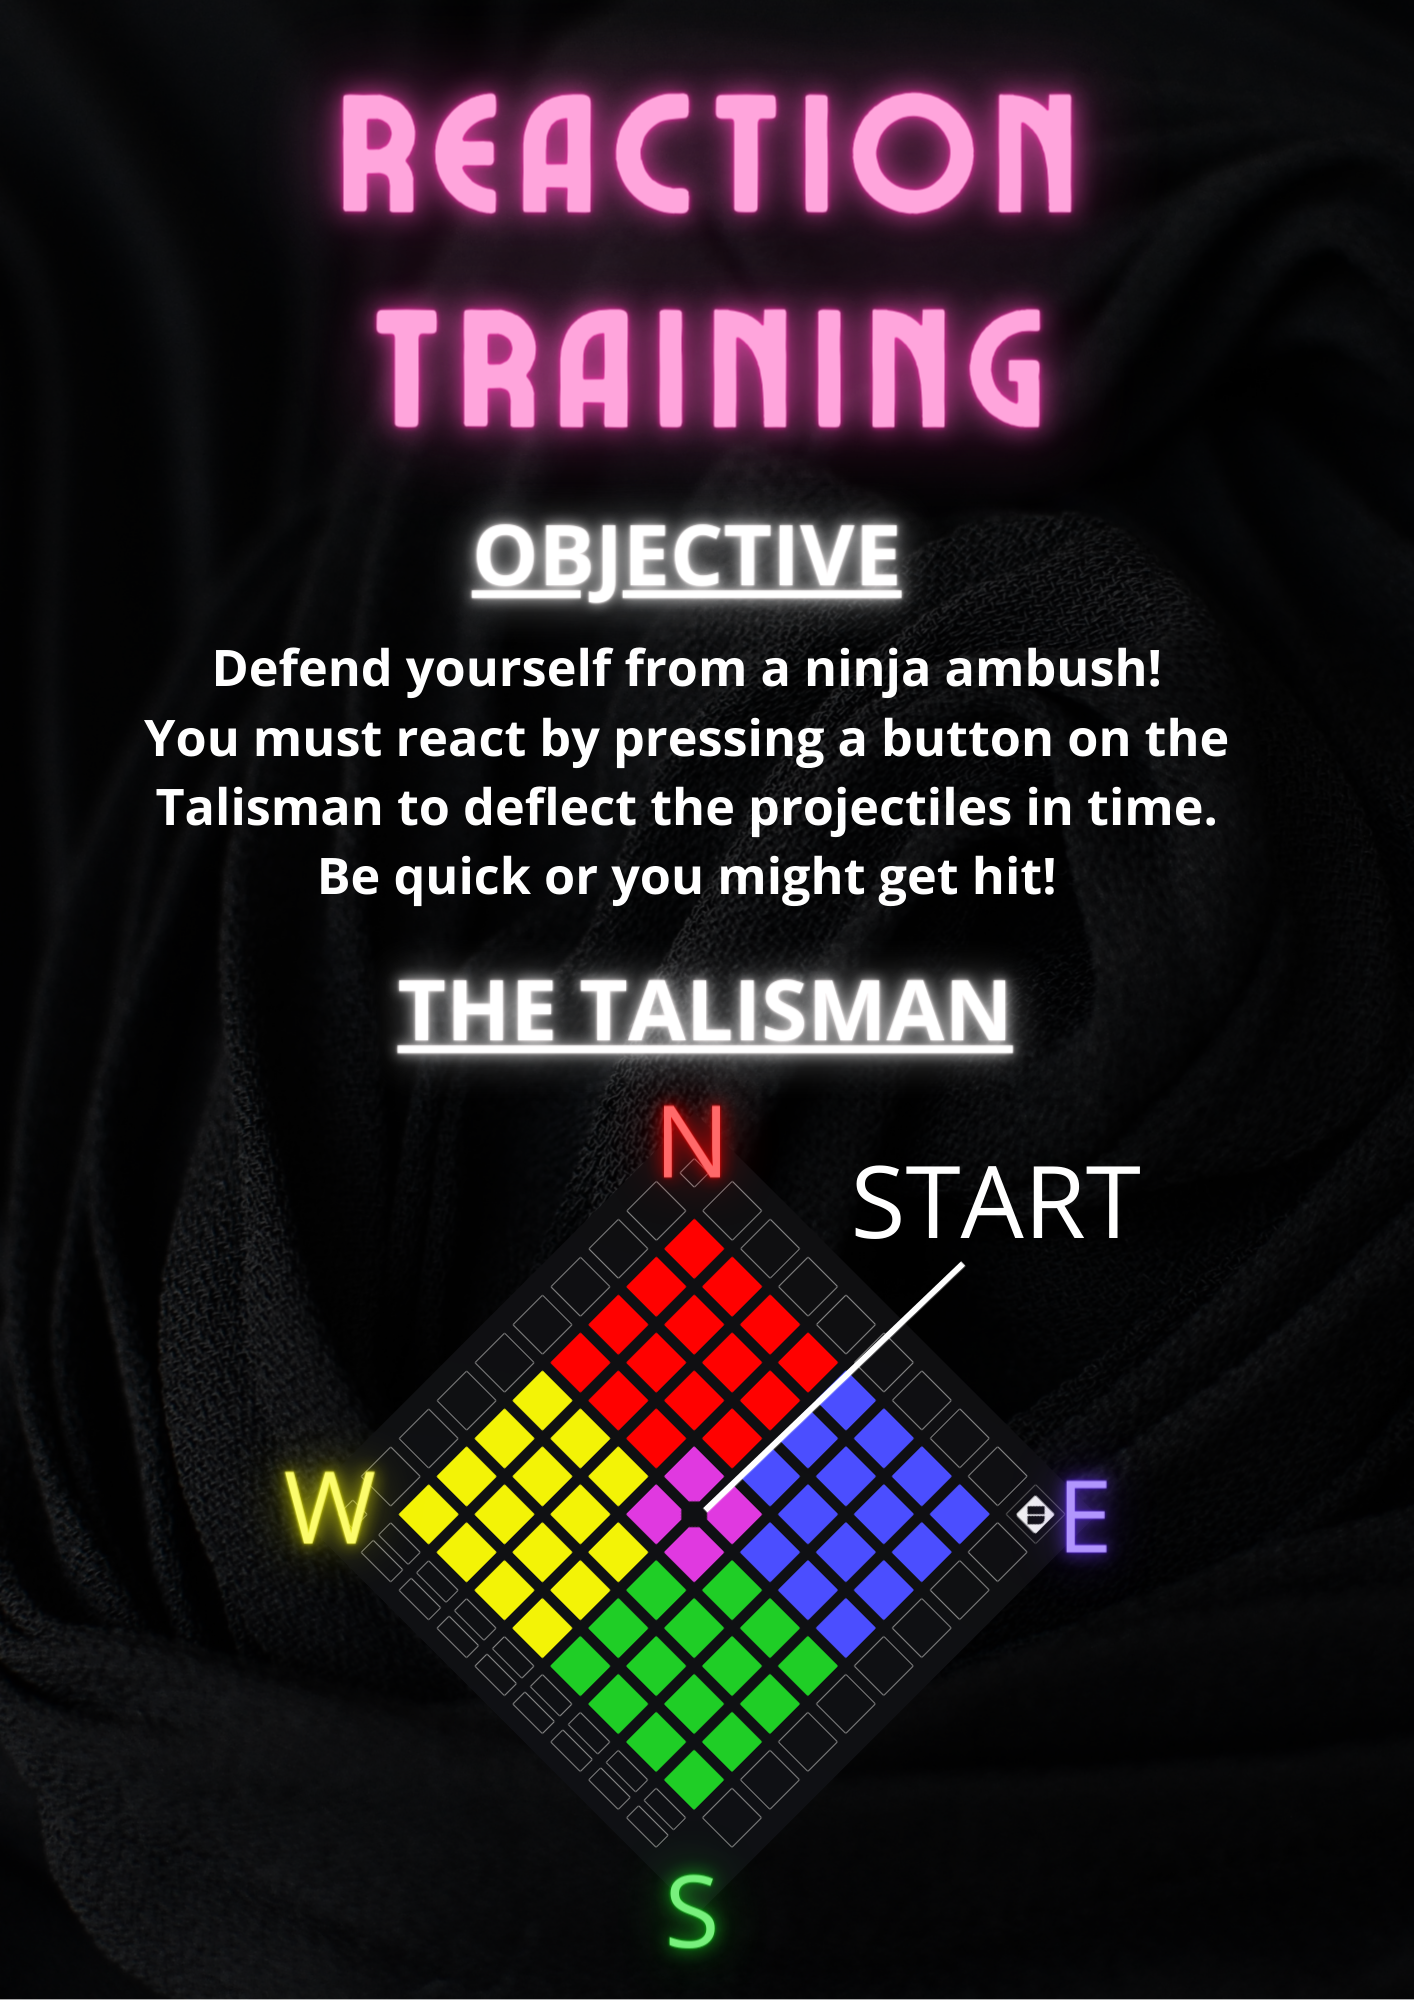 REACTION
TRAINING
OBJECTIVE
Defend yourself from a ninja ambush!
You must react by pressing a button on the
Talisman to deflect the projectiles in time.
Be quick or you might get hit!
THE TALISMAN
N
START
W
E
S